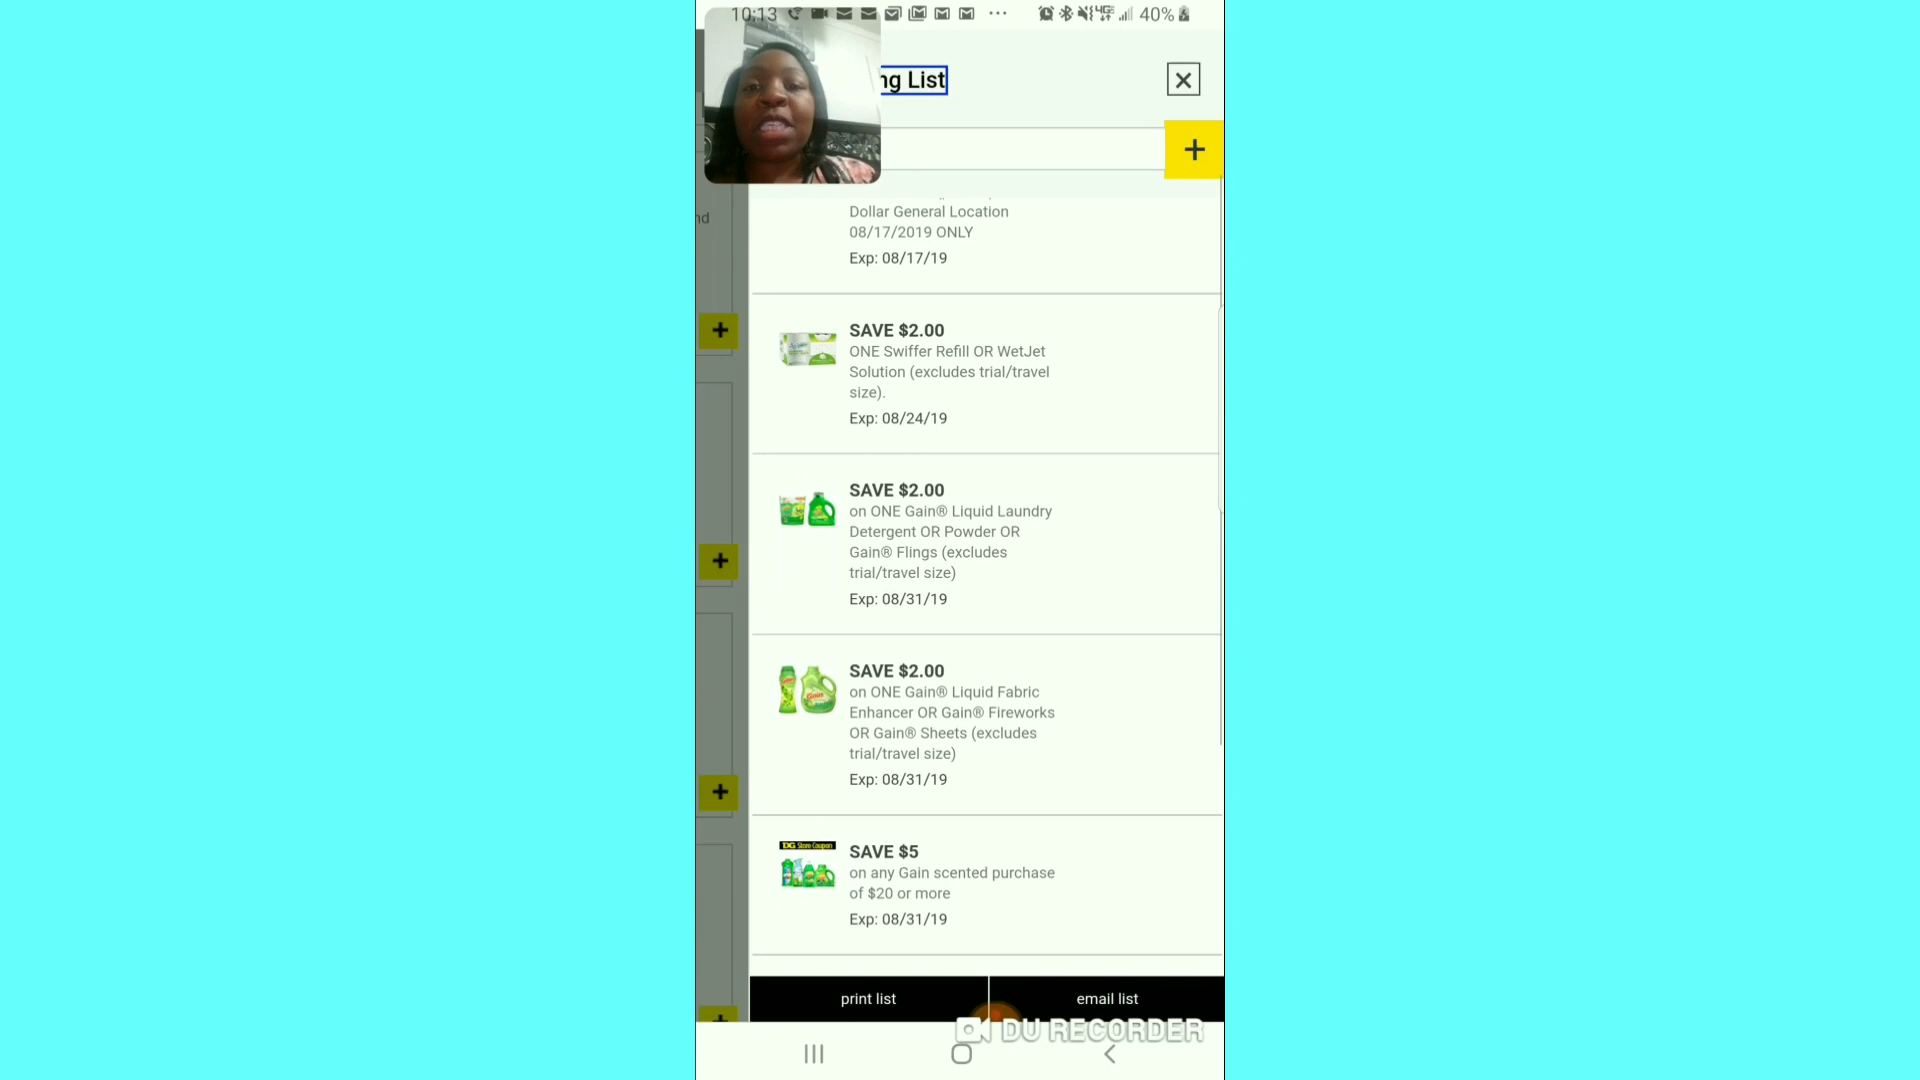 10:13
40%
ng List
nd
Dollar General Location
08/17/2019 ONLY
Exp: 08/17/19
SAVE $2.00
ONE Swiffer Refill OR WetJet
Solution (excludes trial/travel
size).
Exp: 08/24/19
SAVE $2.00
on ONE Gain® Liquid Laundry
Detergent OR Powder OR
Gain® Flings (excludes
trial/travel size)
Exp: 08/31/19
SAVE $2.00
on ONE Gain® Liquid Fabric
Enhancer OR Gain® Fireworks
OR Gain® Sheets (excludes
trial/travel size)
Exp: 08/31/19
DG Store Coupon
SAVE $5
on any Gain scented purchase
of $20 or more
Exp: 08/31/19
print list
email list
DU RECORDER